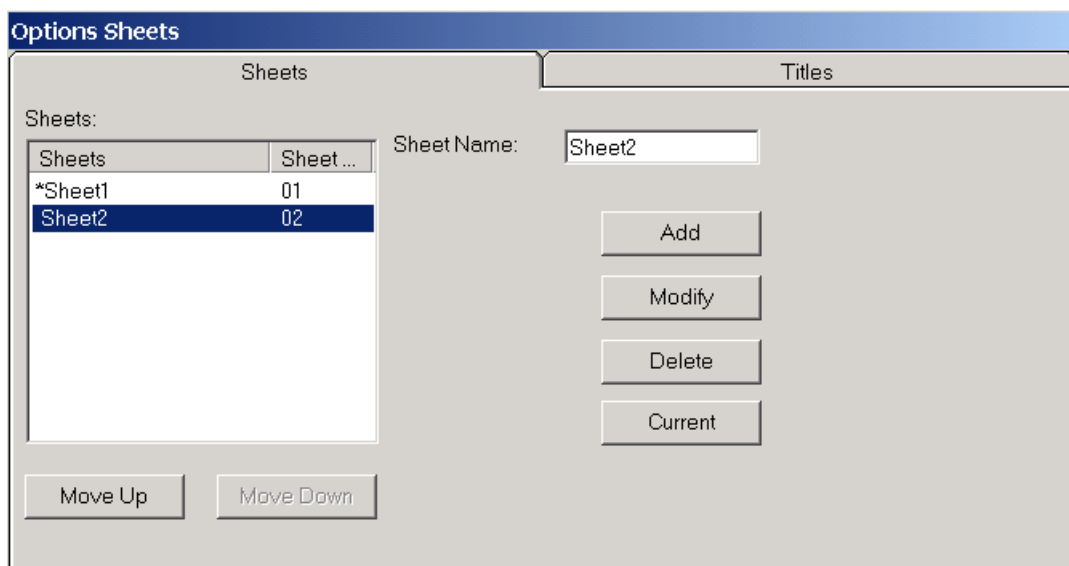 Options Sheets
Sheets Titles
Sheets:
Sheet Name: Sheet2
Sheets Sheet ...
*Sheet1 01
Sheet2 02
Add
Modify
Delete
Current
Move Up Move Down